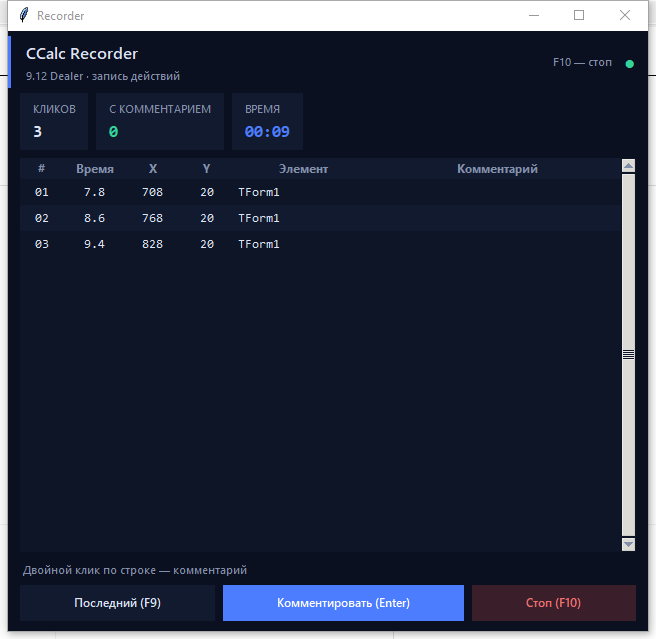 Recorder
CCalc Recorder
9.12 Dealer · запись действий
F10 — стоп
КЛИКОВ
3
С КОММЕНТАРИЕМ
0
ВРЕМЯ
00:09
# Время X Y Элемент Комментарий
01 7.8 708 20 TForm1
02 8.6 768 20 TForm1
03 9.4 828 20 TForm1
Двойной клик по строке — комментарий
Последний (F9) Комментировать (Enter) Стоп (F10)